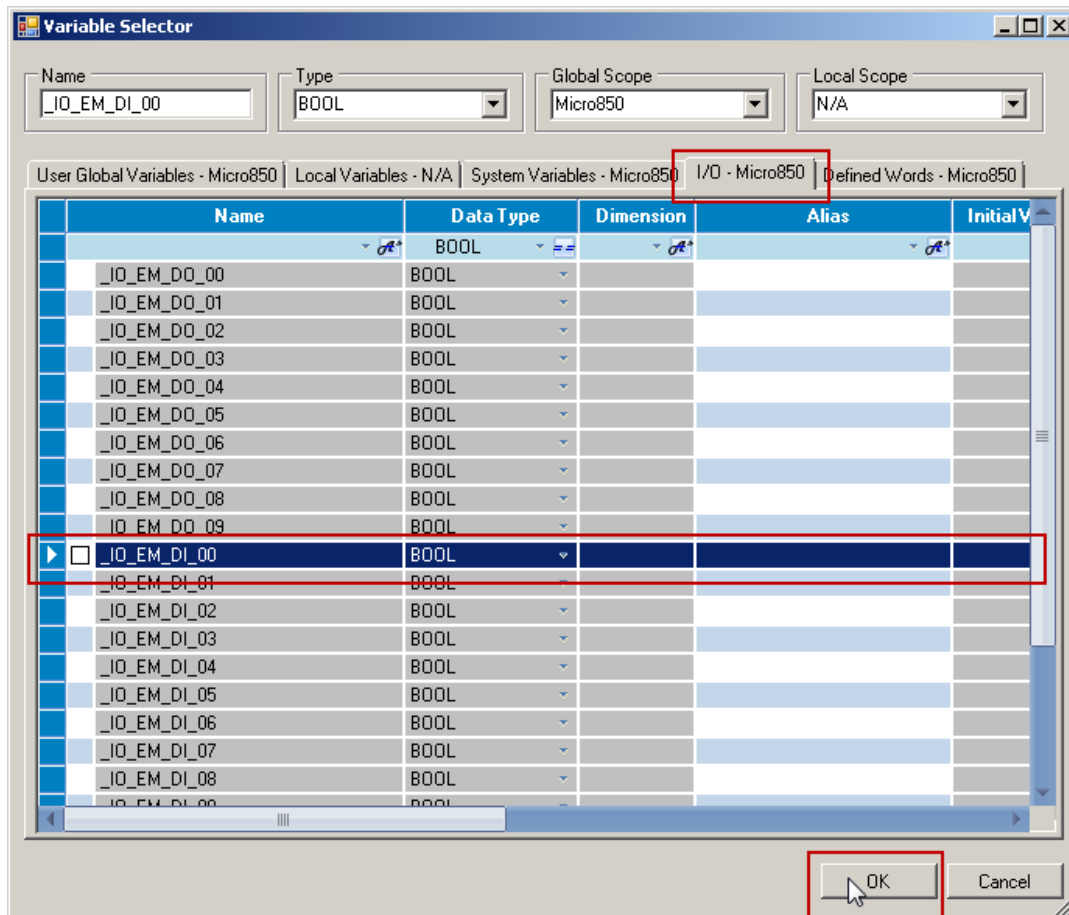 Variable Selector
Name Type Global Scope Local Scope
_IO_EM_DI_00 BOOL Micro850 N/A
User Global Variables - Micro850 Local Variables - N/A System Variables - Micro850 I/O - Micro850 Defined Words - Micro850
Name Data Type Dimension Alias Initial V
BOOL ==
_IO_EM_DO_00 BOOL
_IO_EM_DO_01 BOOL
_IO_EM_DO_02 BOOL
_IO_EM_DO_03 BOOL
_IO_EM_DO_04 BOOL
_IO_EM_DO_05 BOOL
_IO_EM_DO_06 BOOL
_IO_EM_DO_07 BOOL
_IO_EM_DO_08 BOOL
_IO_EM_DO_09 BOOL
_IO_EM_DI_00 BOOL
_IO_EM_DI_01 BOOL
_IO_EM_DI_02 BOOL
_IO_EM_DI_03 BOOL
_IO_EM_DI_04 BOOL
_IO_EM_DI_05 BOOL
_IO_EM_DI_06 BOOL
_IO_EM_DI_07 BOOL
_IO_EM_DI_08 BOOL
OK Cancel